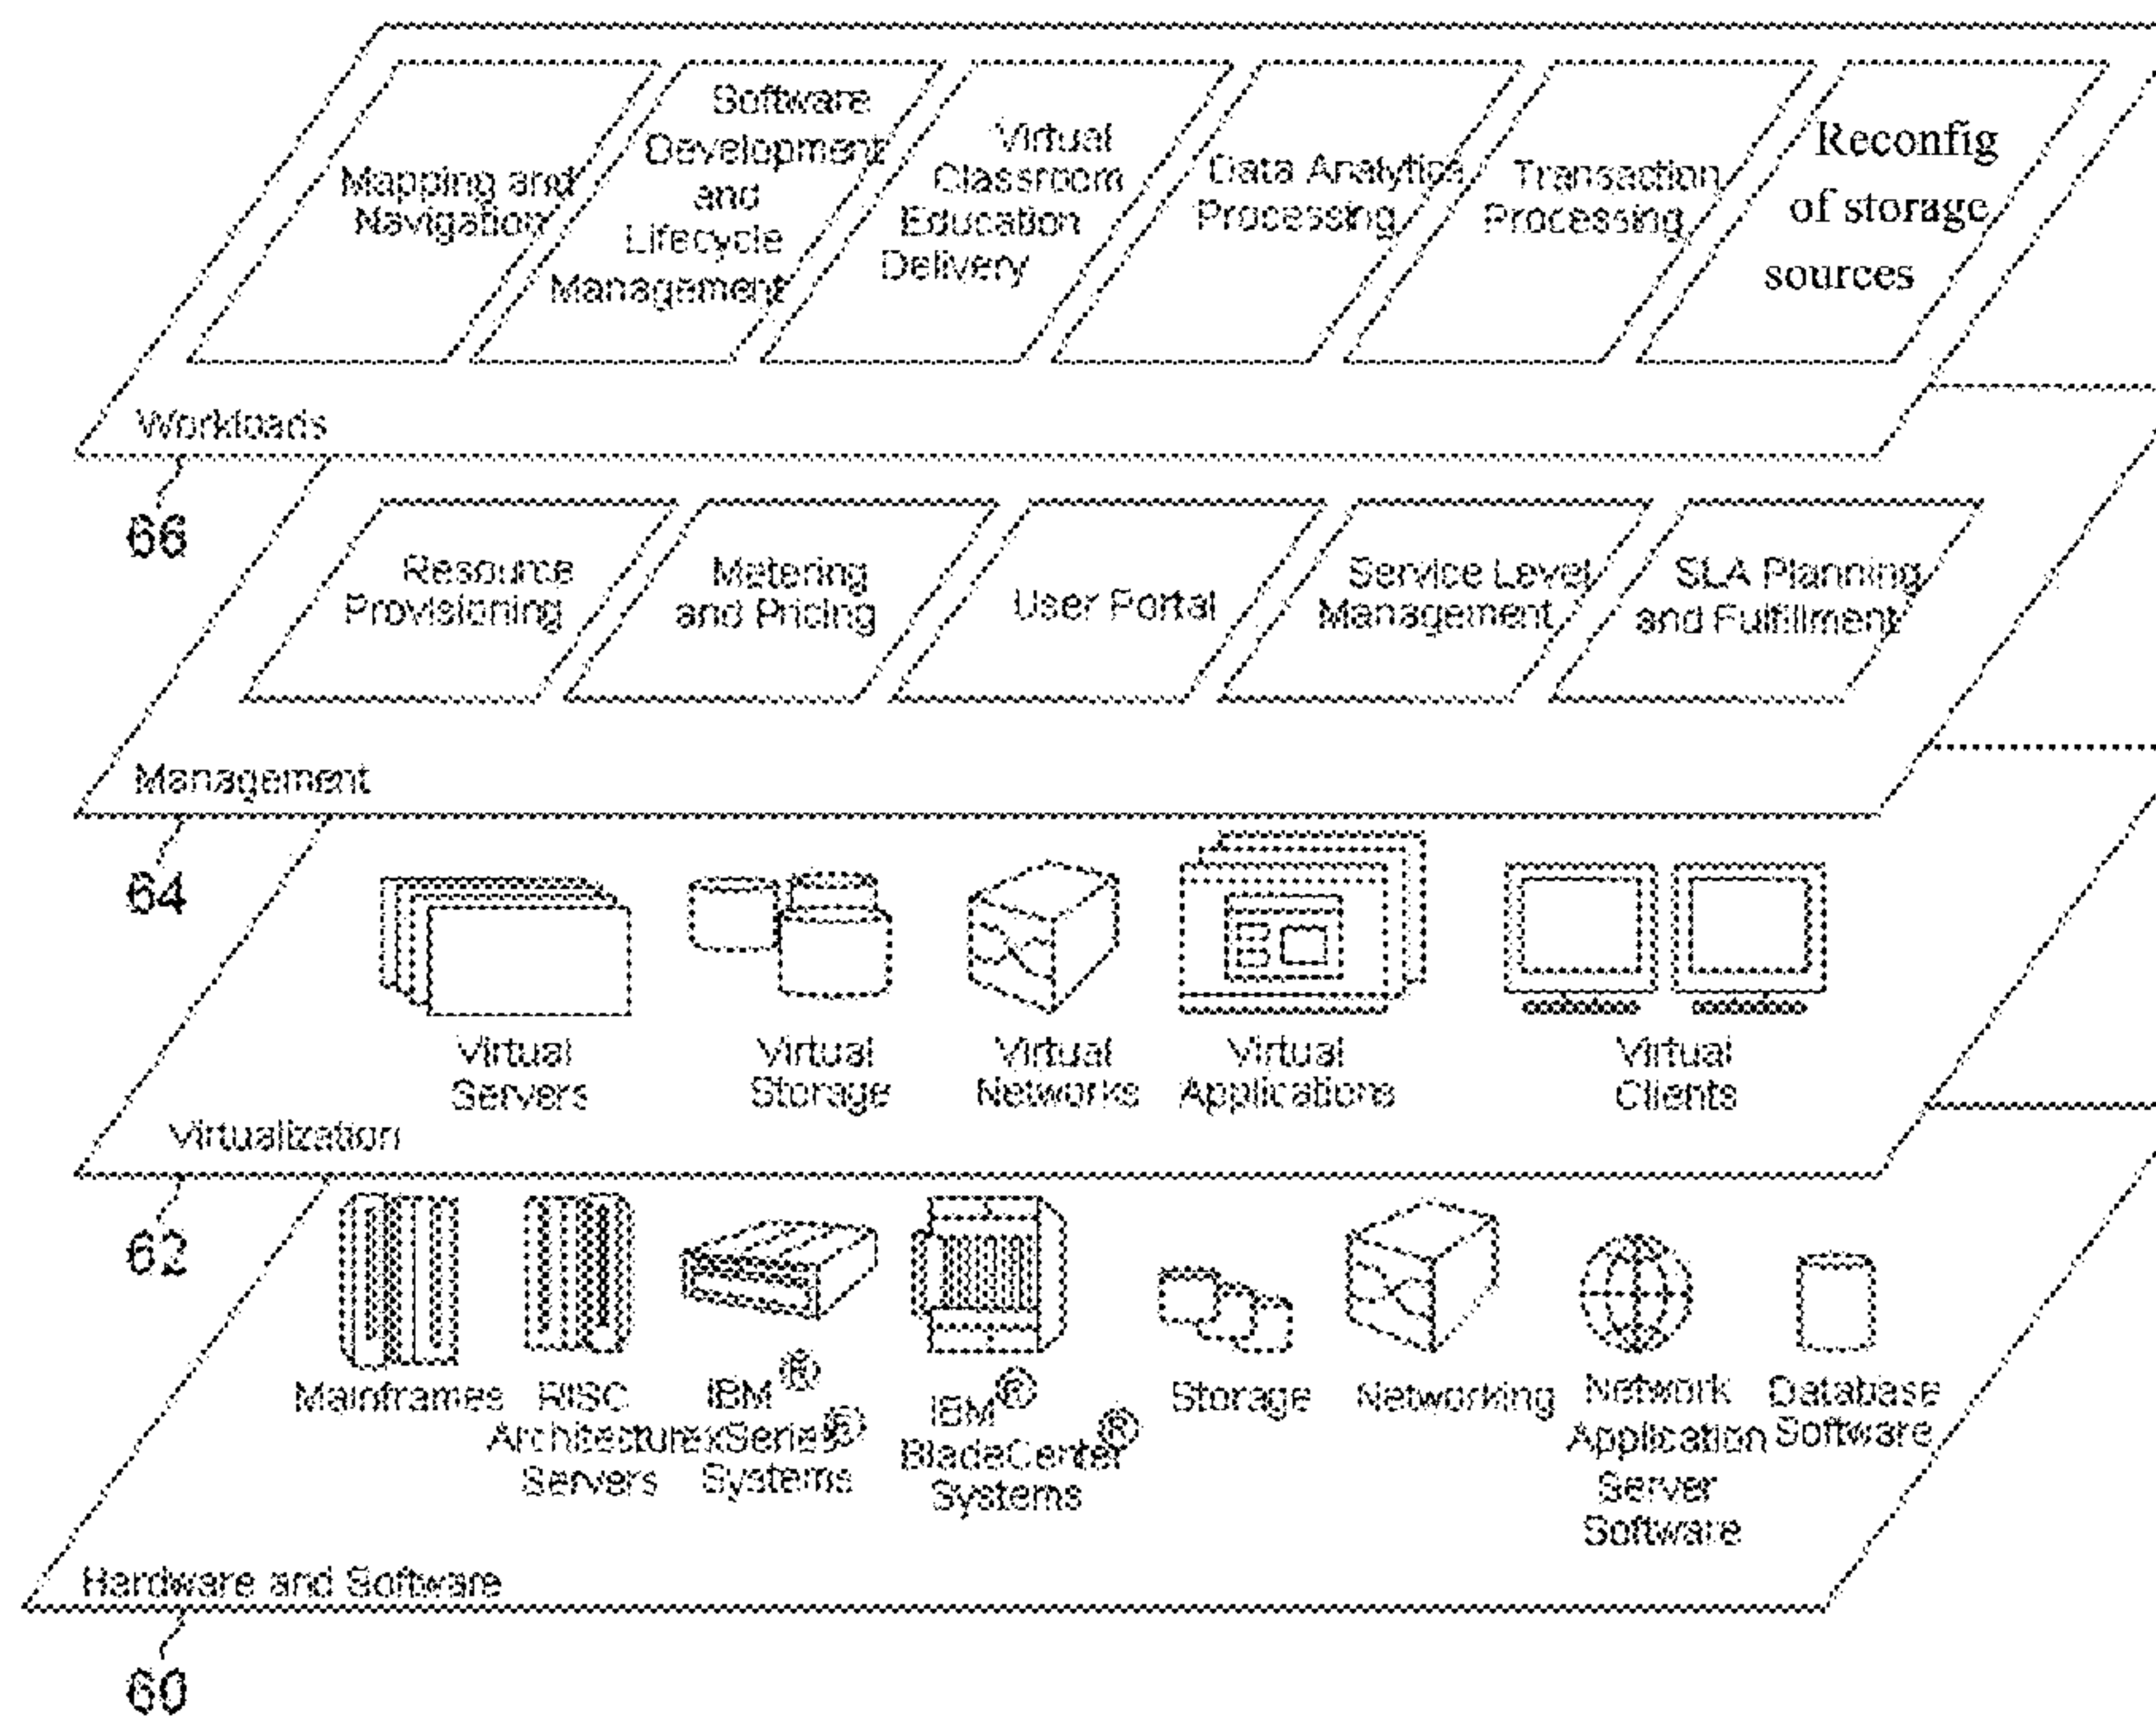 Mapping and
Navigation
Software
Development
and
Lifecycle
Management
Virtual
Classroom
Education
Delivery
Data Analytics
Processing
Transaction
Processing
Reconfig
of storage
sources
Workloads
66
Resource
Provisioning
Metering
and Pricing
User Portal
Service Level
Management
SLA Planning
and Fulfillment
Management
64
Virtual
Servers
Virtual
Storage
Virtual
Networks
Virtual
Applications
Virtual
Clients
Virtualization
62
Mainframes
RISC
Architecture
Servers
IBM®
xSeries®
Systems
IBM®
BladeCenter®
Systems
Storage
Networking
Network
Application
Server
Software
Database
Software
Hardware and Software
60